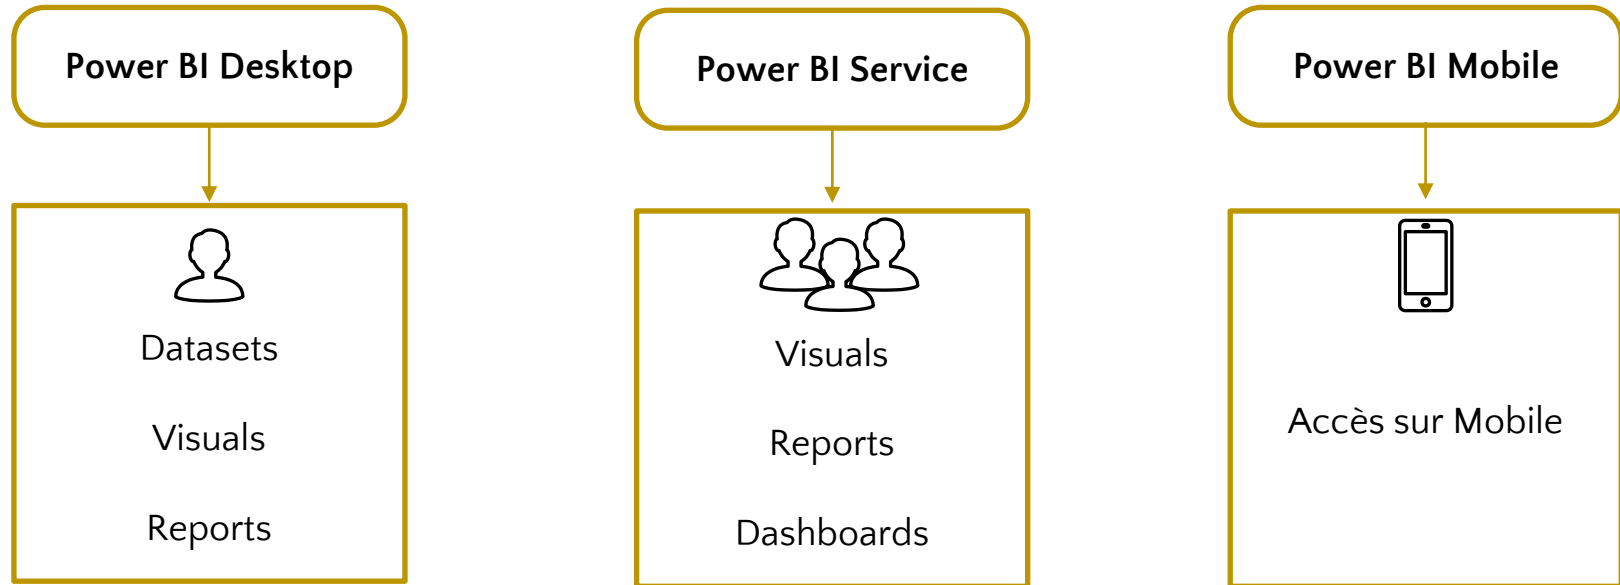 Power BI Desktop
Datasets
Visuals
Reports
Power BI Service
Visuals
Reports
Dashboards
Power BI Mobile
Accès sur Mobile